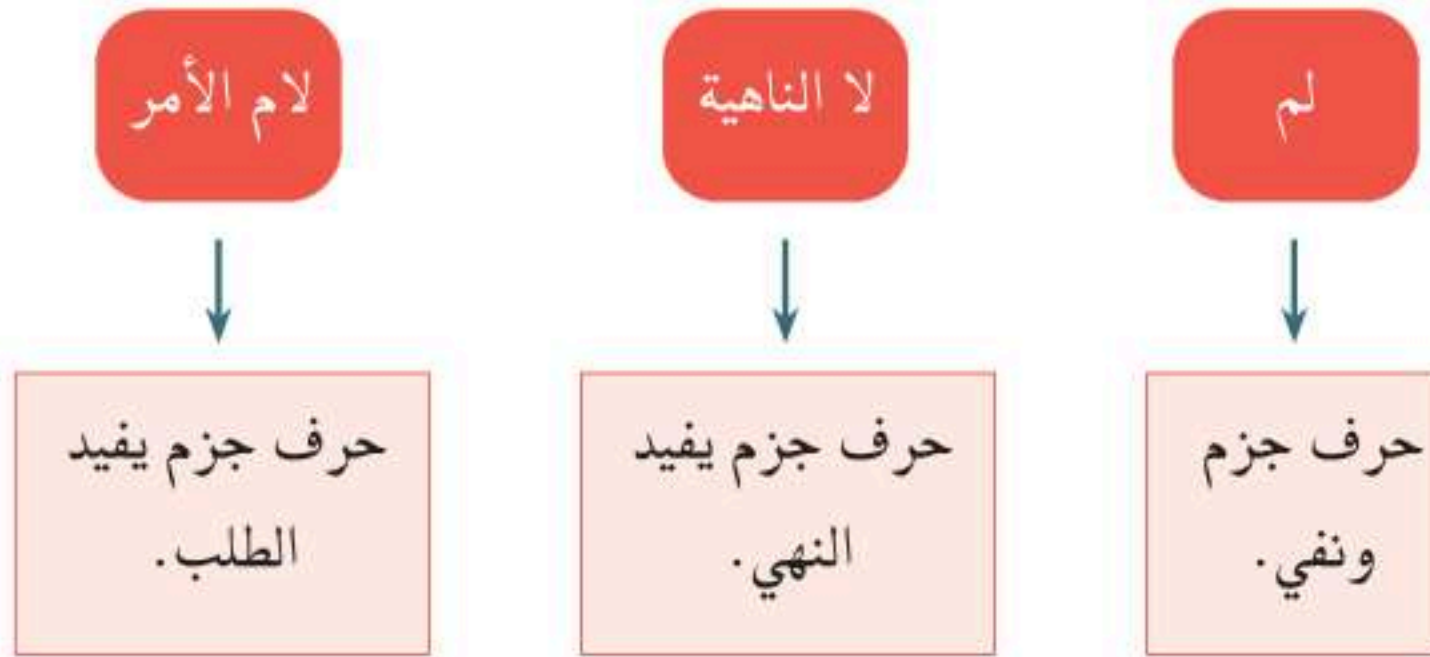 لم
لا الناهية
لام الأمر
حرف جزم
ونفي.
حرف جزم يفيد
النهي.
حرف جزم يفيد
الطلب.